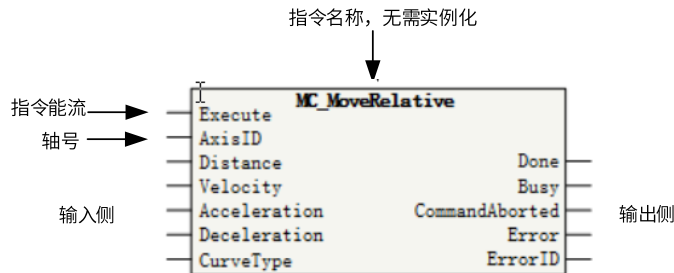 指令名称，无需实例化
MC_MoveRelative
指令能流
Execute
轴号
AxisID
Distance
Done
Velocity
Busy
输入侧
Acceleration
CommandAborted
输出侧
Deceleration
Error
CurveType
ErrorID